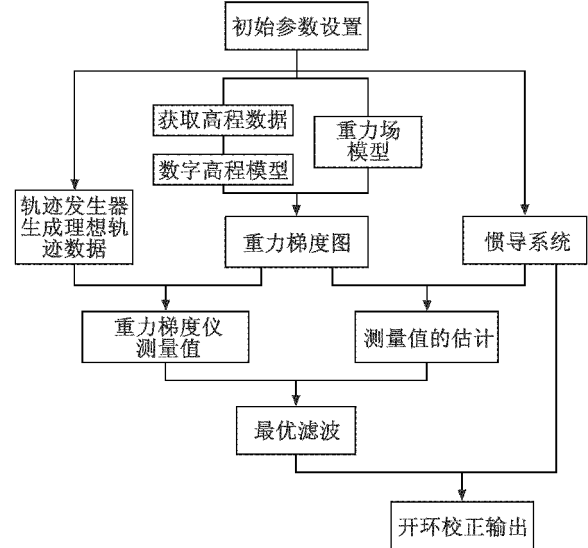 初始参数设置
获取高程数据
数字高程模型
重力场
模型
轨迹发生器
生成理想轨
迹数据
重力梯度图
惯导系统
重力梯度仪
测量值
测量值的估计
最优滤波
开环校正输出